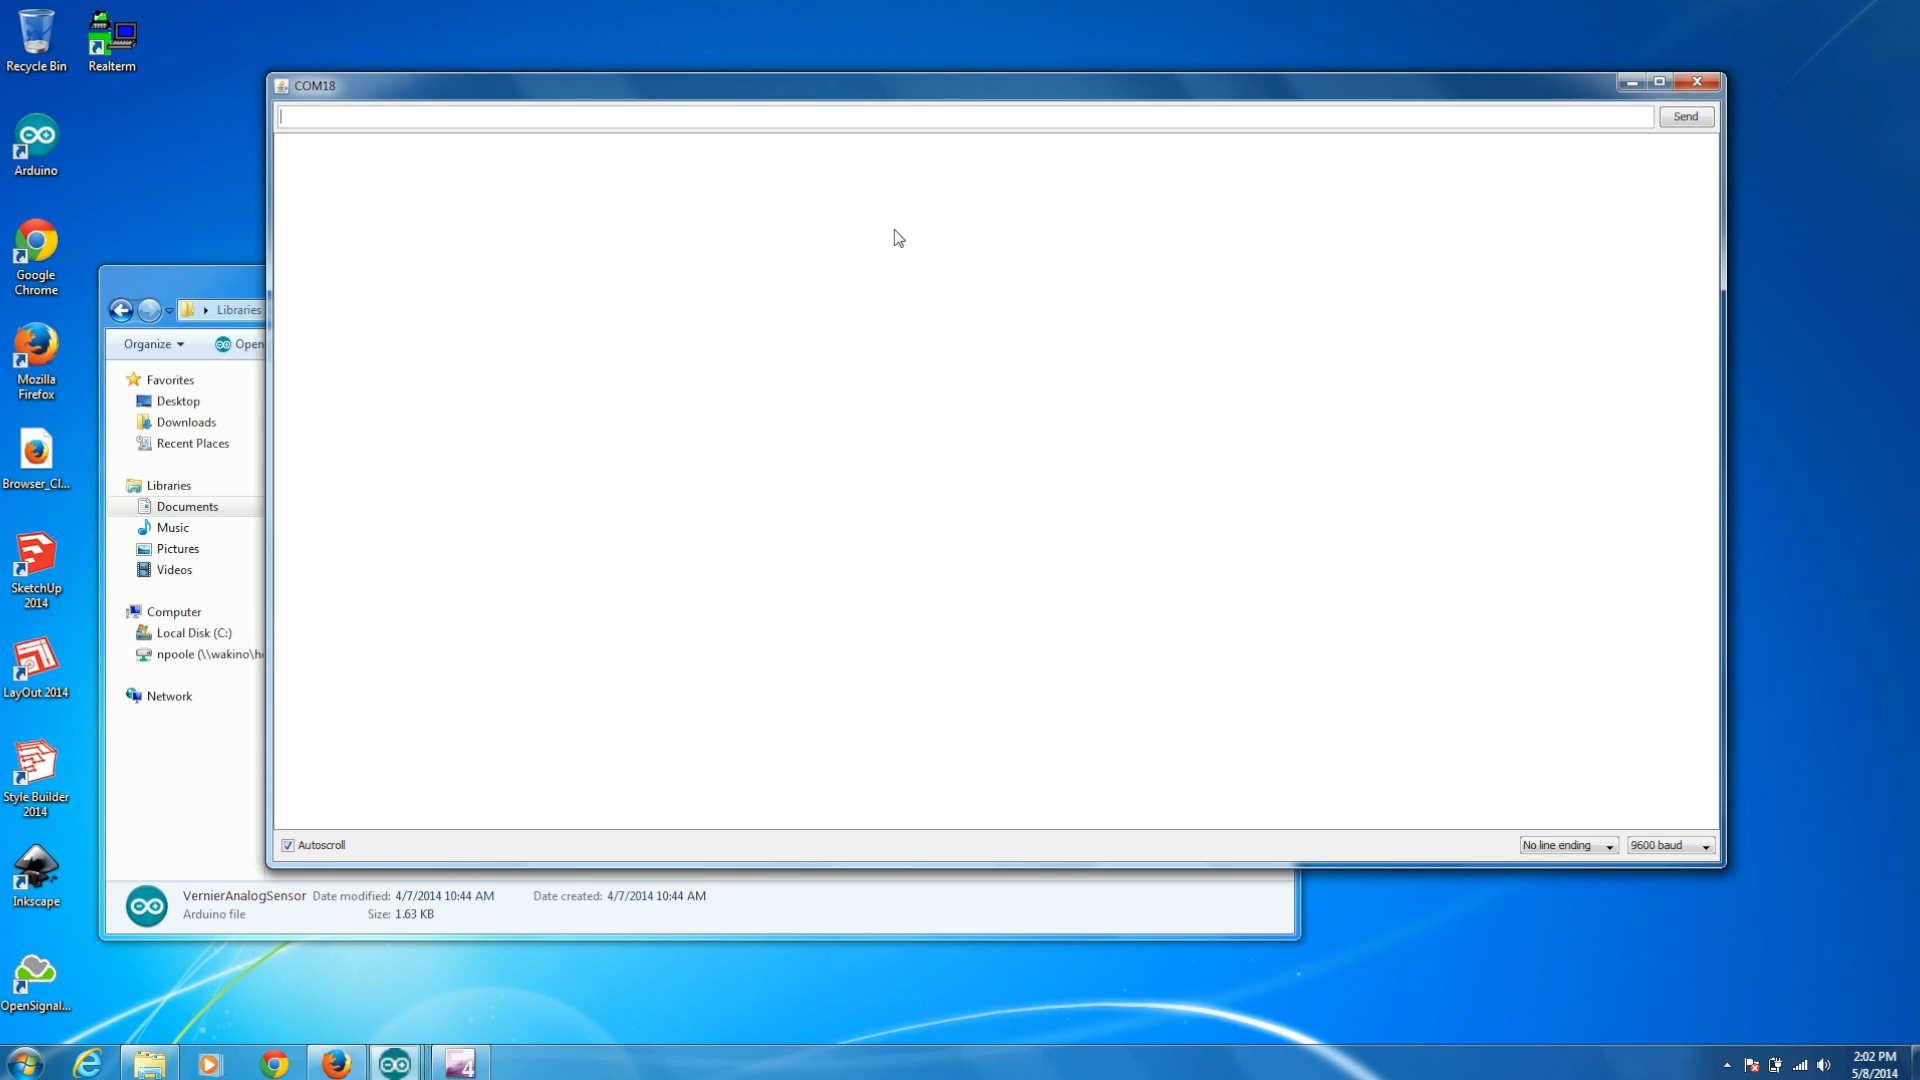 Recycle Bin
Realterm
Arduino
Google
Chrome
Mozilla
Firefox
Browser_Cl...
SketchUp
2014
LayOut 2014
Style Builder
2014
Inkscape
OpenSignal...
COM18
Send
Autoscroll
No line ending
9600 baud
Libraries
Organize
Open
Favorites
Desktop
Downloads
Recent Places
Libraries
Documents
Music
Pictures
Videos
Computer
Local Disk (C:)
npoole (\\wakino\h
Network
VernierAnalogSensor Date modified: 4/7/2014 10:44 AM Date created: 4/7/2014 10:44 AM
Arduino file Size: 1.63 KB
4
2:02 PM
5/8/2014